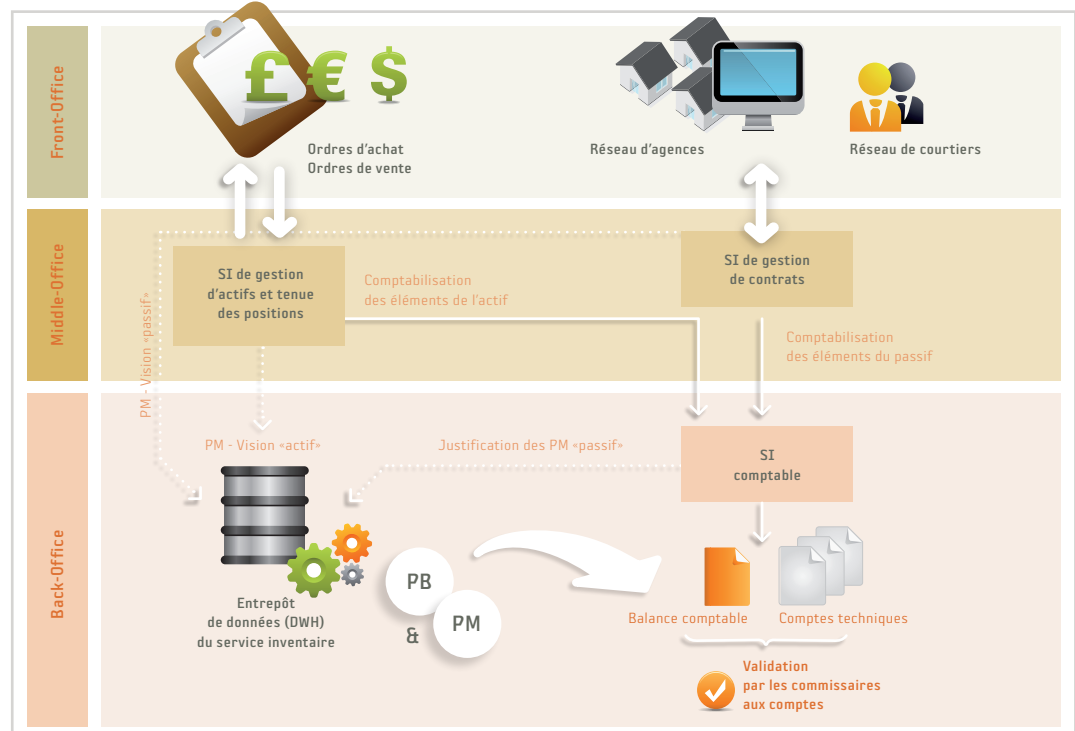 Front-Office
£ € $
Ordres d'achat
Ordres de vente
Réseau d'agences
Réseau de courtiers
Middle-Office
SI de gestion
d'actifs et tenue
des positions
Comptabilisation
des éléments de l'actif
SI de gestion
de contrats
Comptabilisation
des éléments du passif
PM - Vision «passif»
Back-Office
PM - Vision «actif»
Justification des PM «passif»
SI
comptable
Entrepôt
de données (DWH)
du service inventaire
PB
&
PM
Balance comptable
Comptes techniques
Validation
par les commissaires
aux comptes